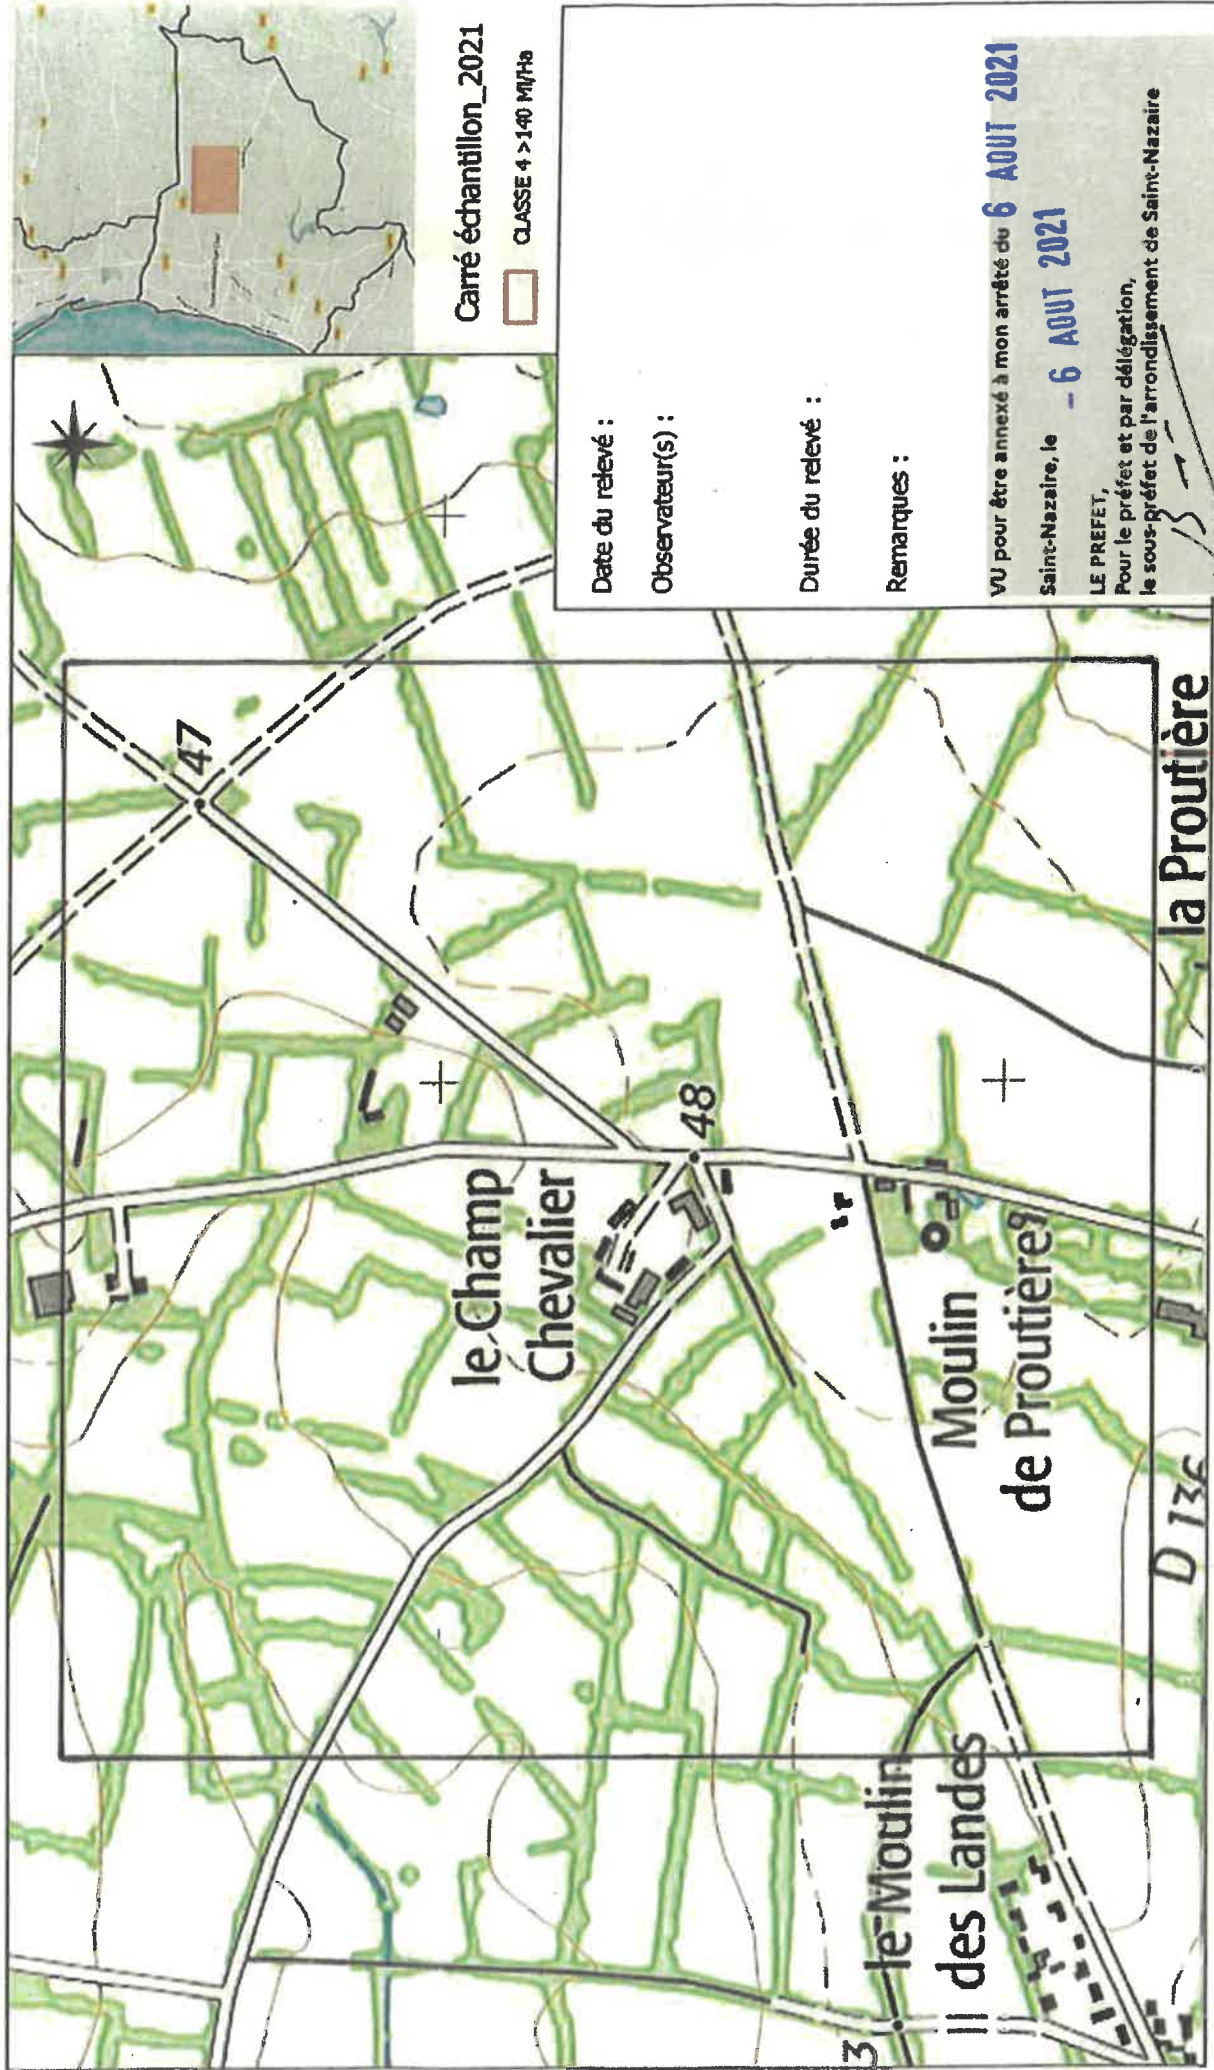 Carré échantillon_2021
CLASSE 4 >140 Ml/Ha
Date du relevé :
Observateur(s) :
Durée du relevé :
Remarques :
VU pour être annexé à mon arrêté du 6 AOUT 2021
Saint-Nazaire, le - 6 AOUT 2021
LE PREFET,
Pour le préfet et par délégation,
le sous-préfet de l'arrondissement de Saint-Nazaire
47
le Champ
Chevalier
48
Moulin
de Proutière
la Proutière
le Moulin
des Landes
3
D 136